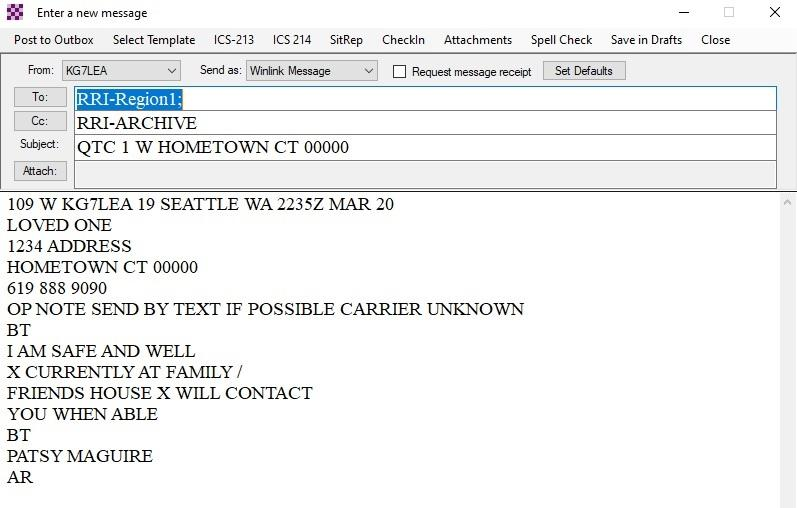 Enter a new message
Post to Outbox Select Template ICS-213 ICS 214 SitRep CheckIn Attachments Spell Check Save in Drafts Close
From: KG7LEA Send as: Winlink Message Request message receipt Set Defaults
To: RRI-Region1;
Cc: RRI-ARCHIVE
Subject: QTC 1 W HOMETOWN CT 00000
Attach:
109 W KG7LEA 19 SEATTLE WA 2235Z MAR 20
LOVED ONE
1234 ADDRESS
HOMETOWN CT 00000
619 888 9090
OP NOTE SEND BY TEXT IF POSSIBLE CARRIER UNKNOWN
BT
I AM SAFE AND WELL
X CURRENTLY AT FAMILY /
FRIENDS HOUSE X WILL CONTACT
YOU WHEN ABLE
BT
PATSY MAGUIRE
AR